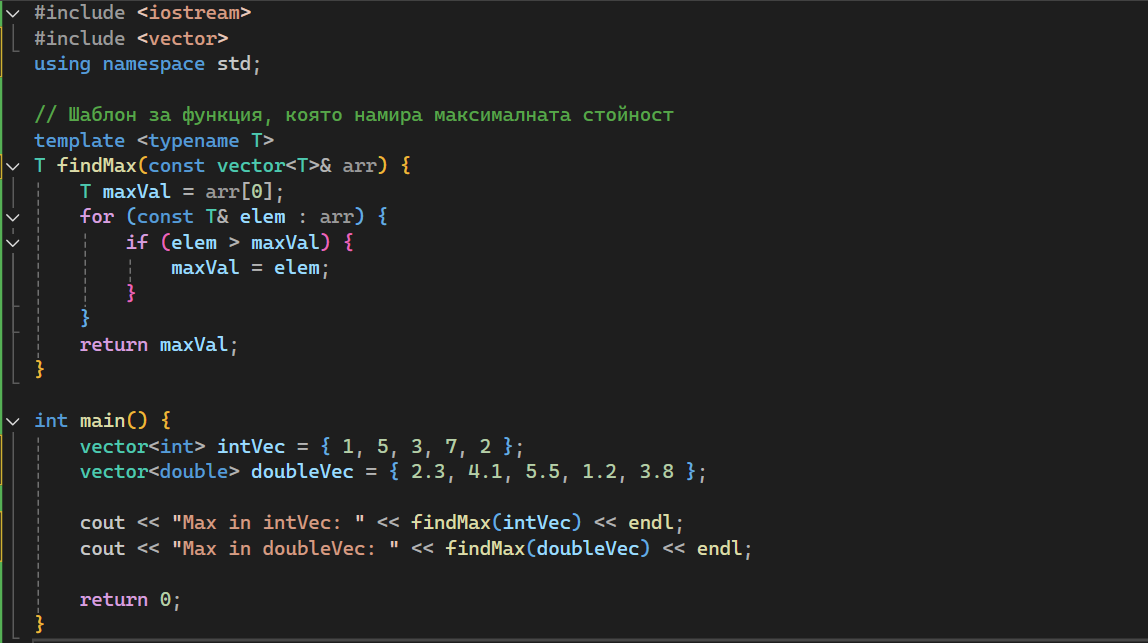 #include <iostream>
#include <vector>
using namespace std;

// Шаблон за функция, която намира максималната стойност
template <typename T>
T findMax(const vector<T>& arr) {
    T maxVal = arr[0];
    for (const T& elem : arr) {
        if (elem > maxVal) {
            maxVal = elem;
        }
    }
    return maxVal;
}

int main() {
    vector<int> intVec = { 1, 5, 3, 7, 2 };
    vector<double> doubleVec = { 2.3, 4.1, 5.5, 1.2, 3.8 };

    cout << "Max in intVec: " << findMax(intVec) << endl;
    cout << "Max in doubleVec: " << findMax(doubleVec) << endl;

    return 0;
}